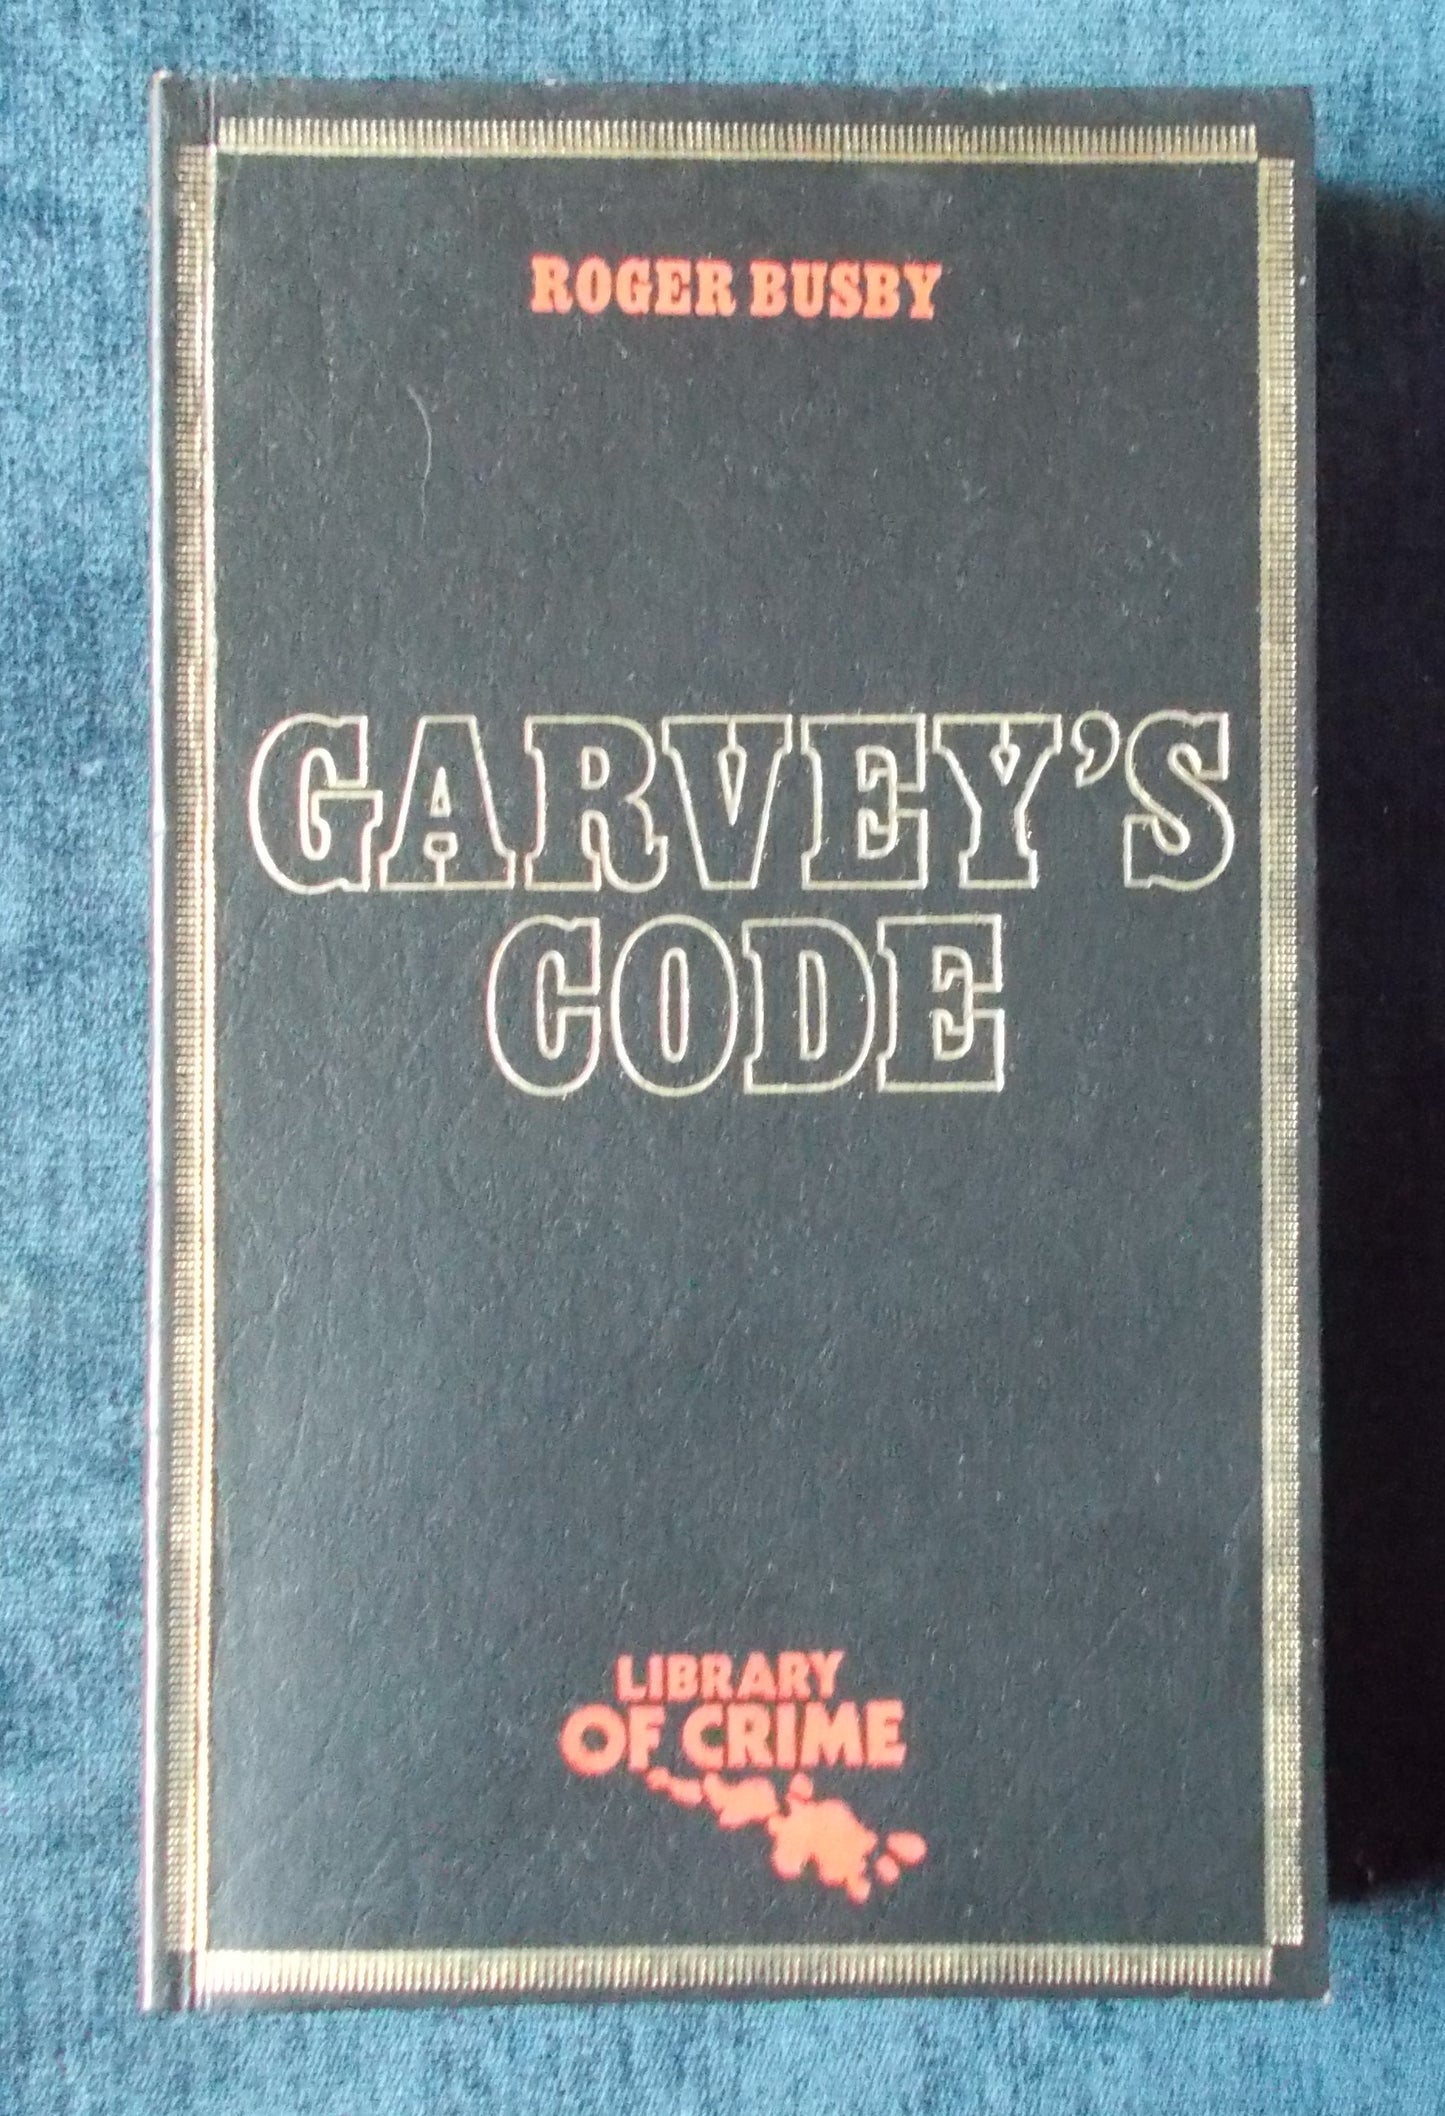 ROGER BUSBY
GARVEY'S
CODE
LIBRARY
OF CRIME